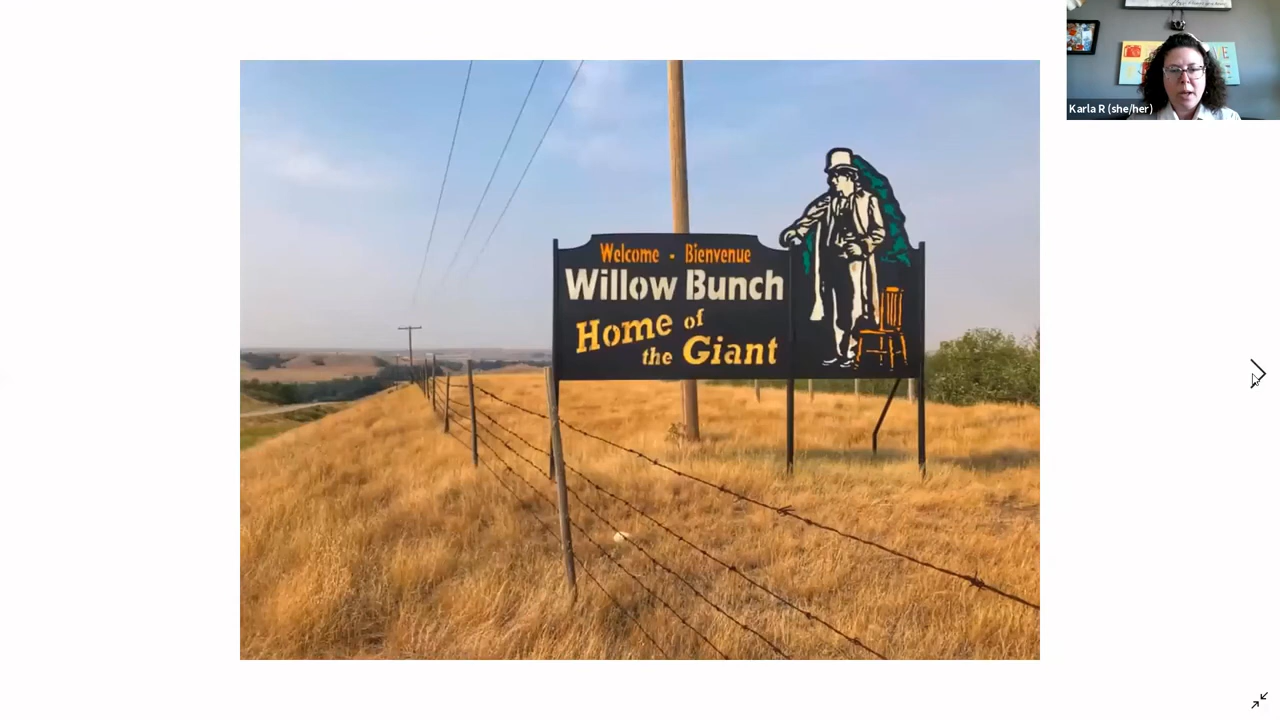 Karla R (she/her)
Welcome - Bienvenue
Willow Bunch
Home of
the Giant